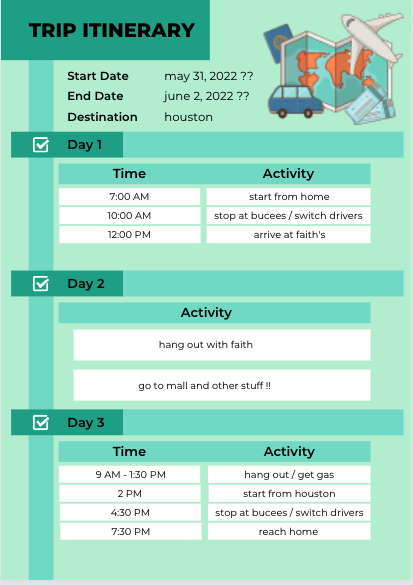 TRIP ITINERARY
Start Date may 31, 2022 ??
End Date june 2, 2022 ??
Destination houston
Day 1
Time Activity
7:00 AM start from home
10:00 AM stop at bucees / switch drivers
12:00 PM arrive at faith's
Day 2
Activity
hang out with faith
go to mall and other stuff !!
Day 3
Time Activity
9 AM - 1:30 PM hang out / get gas
2 PM start from houston
4:30 PM stop at bucees / switch drivers
7:30 PM reach home